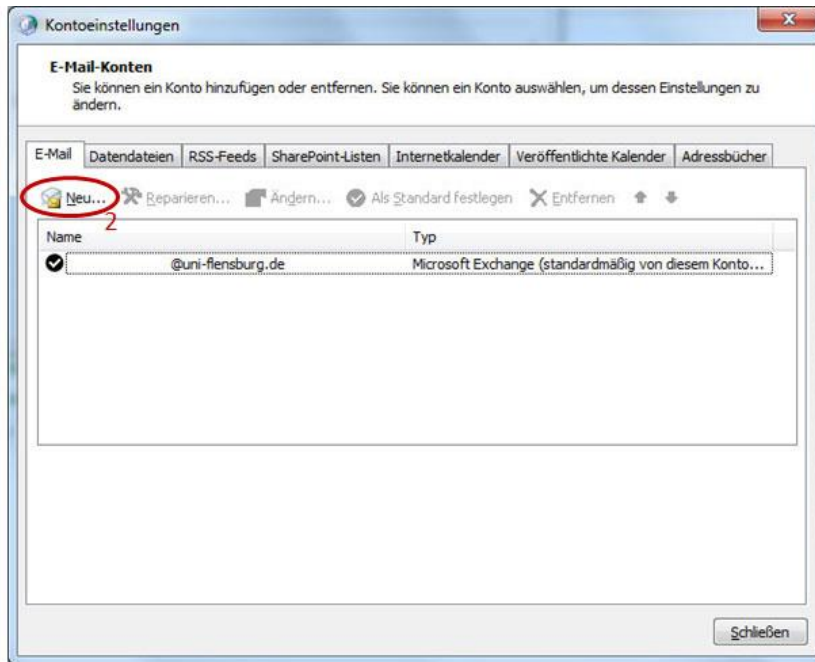 Kontoeinstellungen
E-Mail-Konten
Sie können ein Konto hinzufügen oder entfernen. Sie können ein Konto auswählen, um dessen Einstellungen zu
ändern.
E-Mail Datendateien RSS-Feeds SharePoint-Listen Internetkalender Veröffentlichte Kalender Adressbücher
Neu... Reparieren... Ändern... Als Standard festlegen Entfernen
2
Name Typ
@uni-flensburg.de Microsoft Exchange (standardmäßig von diesem Konto...
Schließen